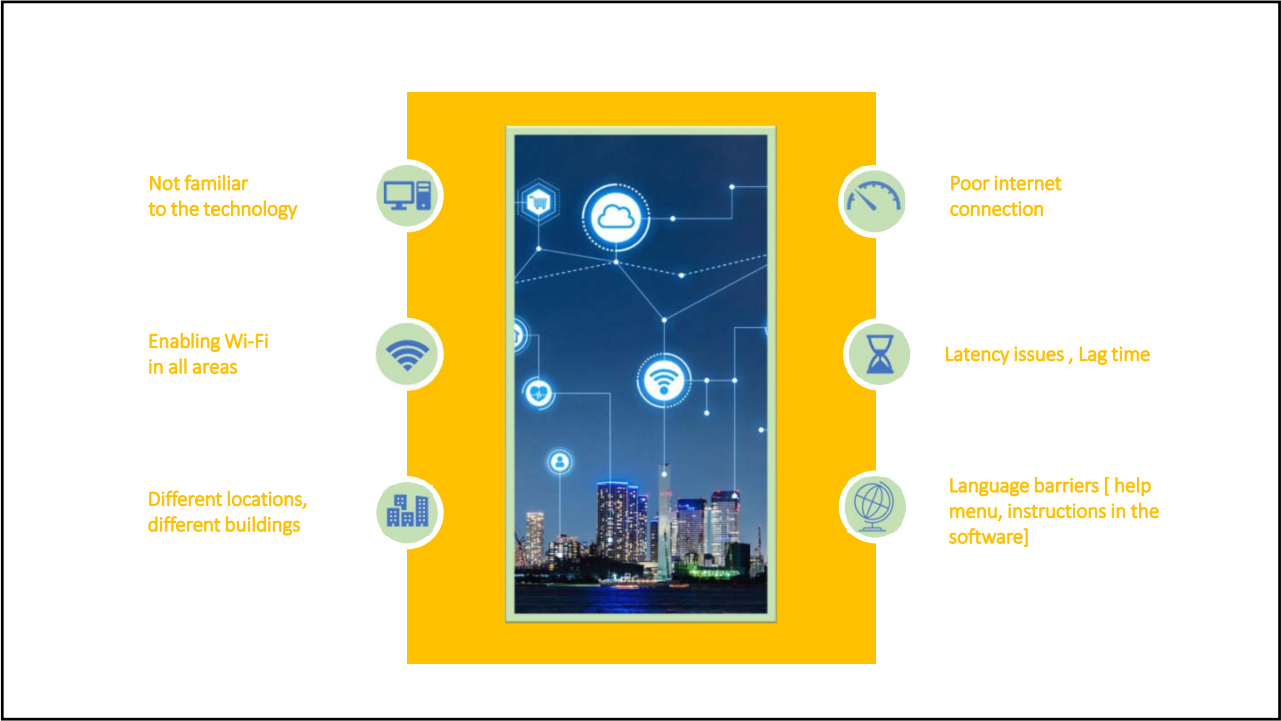 Not familiar
to the technology
Enabling Wi-Fi
in all areas
Different locations,
different buildings
Poor internet
connection
Latency issues , Lag time
Language barriers [ help
menu, instructions in the
software]